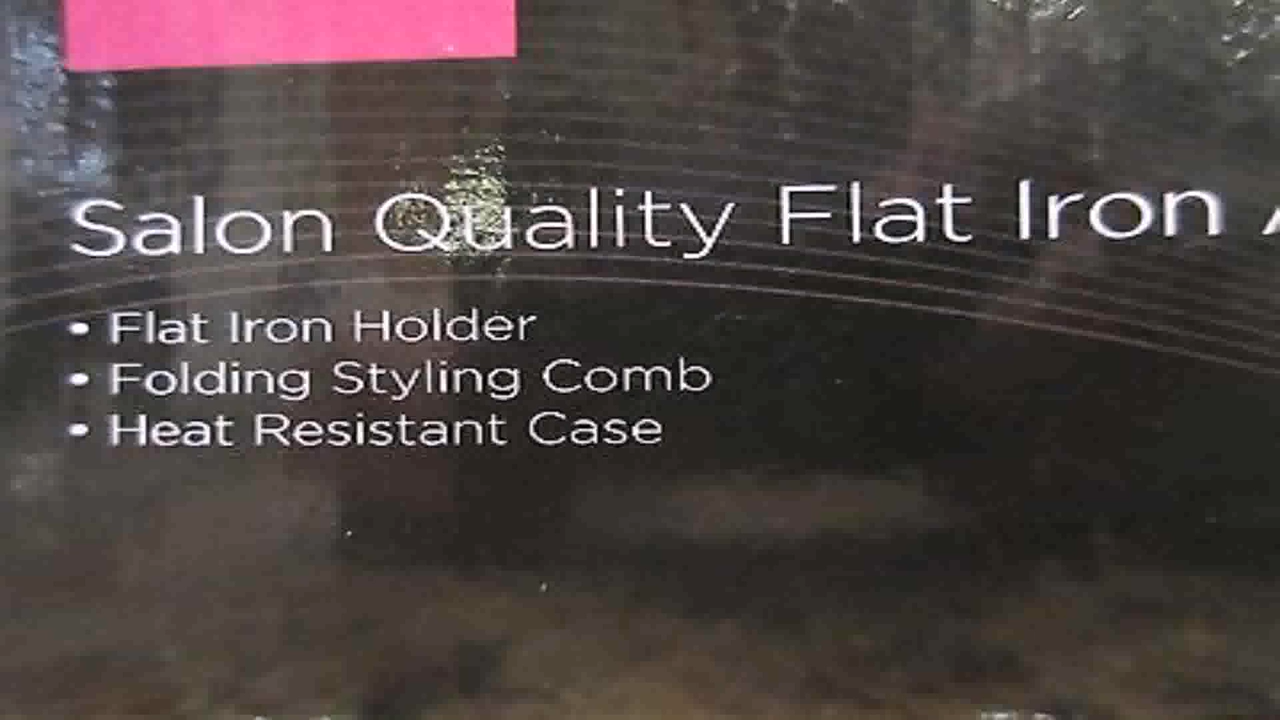 Salon Quality Flat Iron
• Flat Iron Holder
• Folding Styling Comb
• Heat Resistant Case